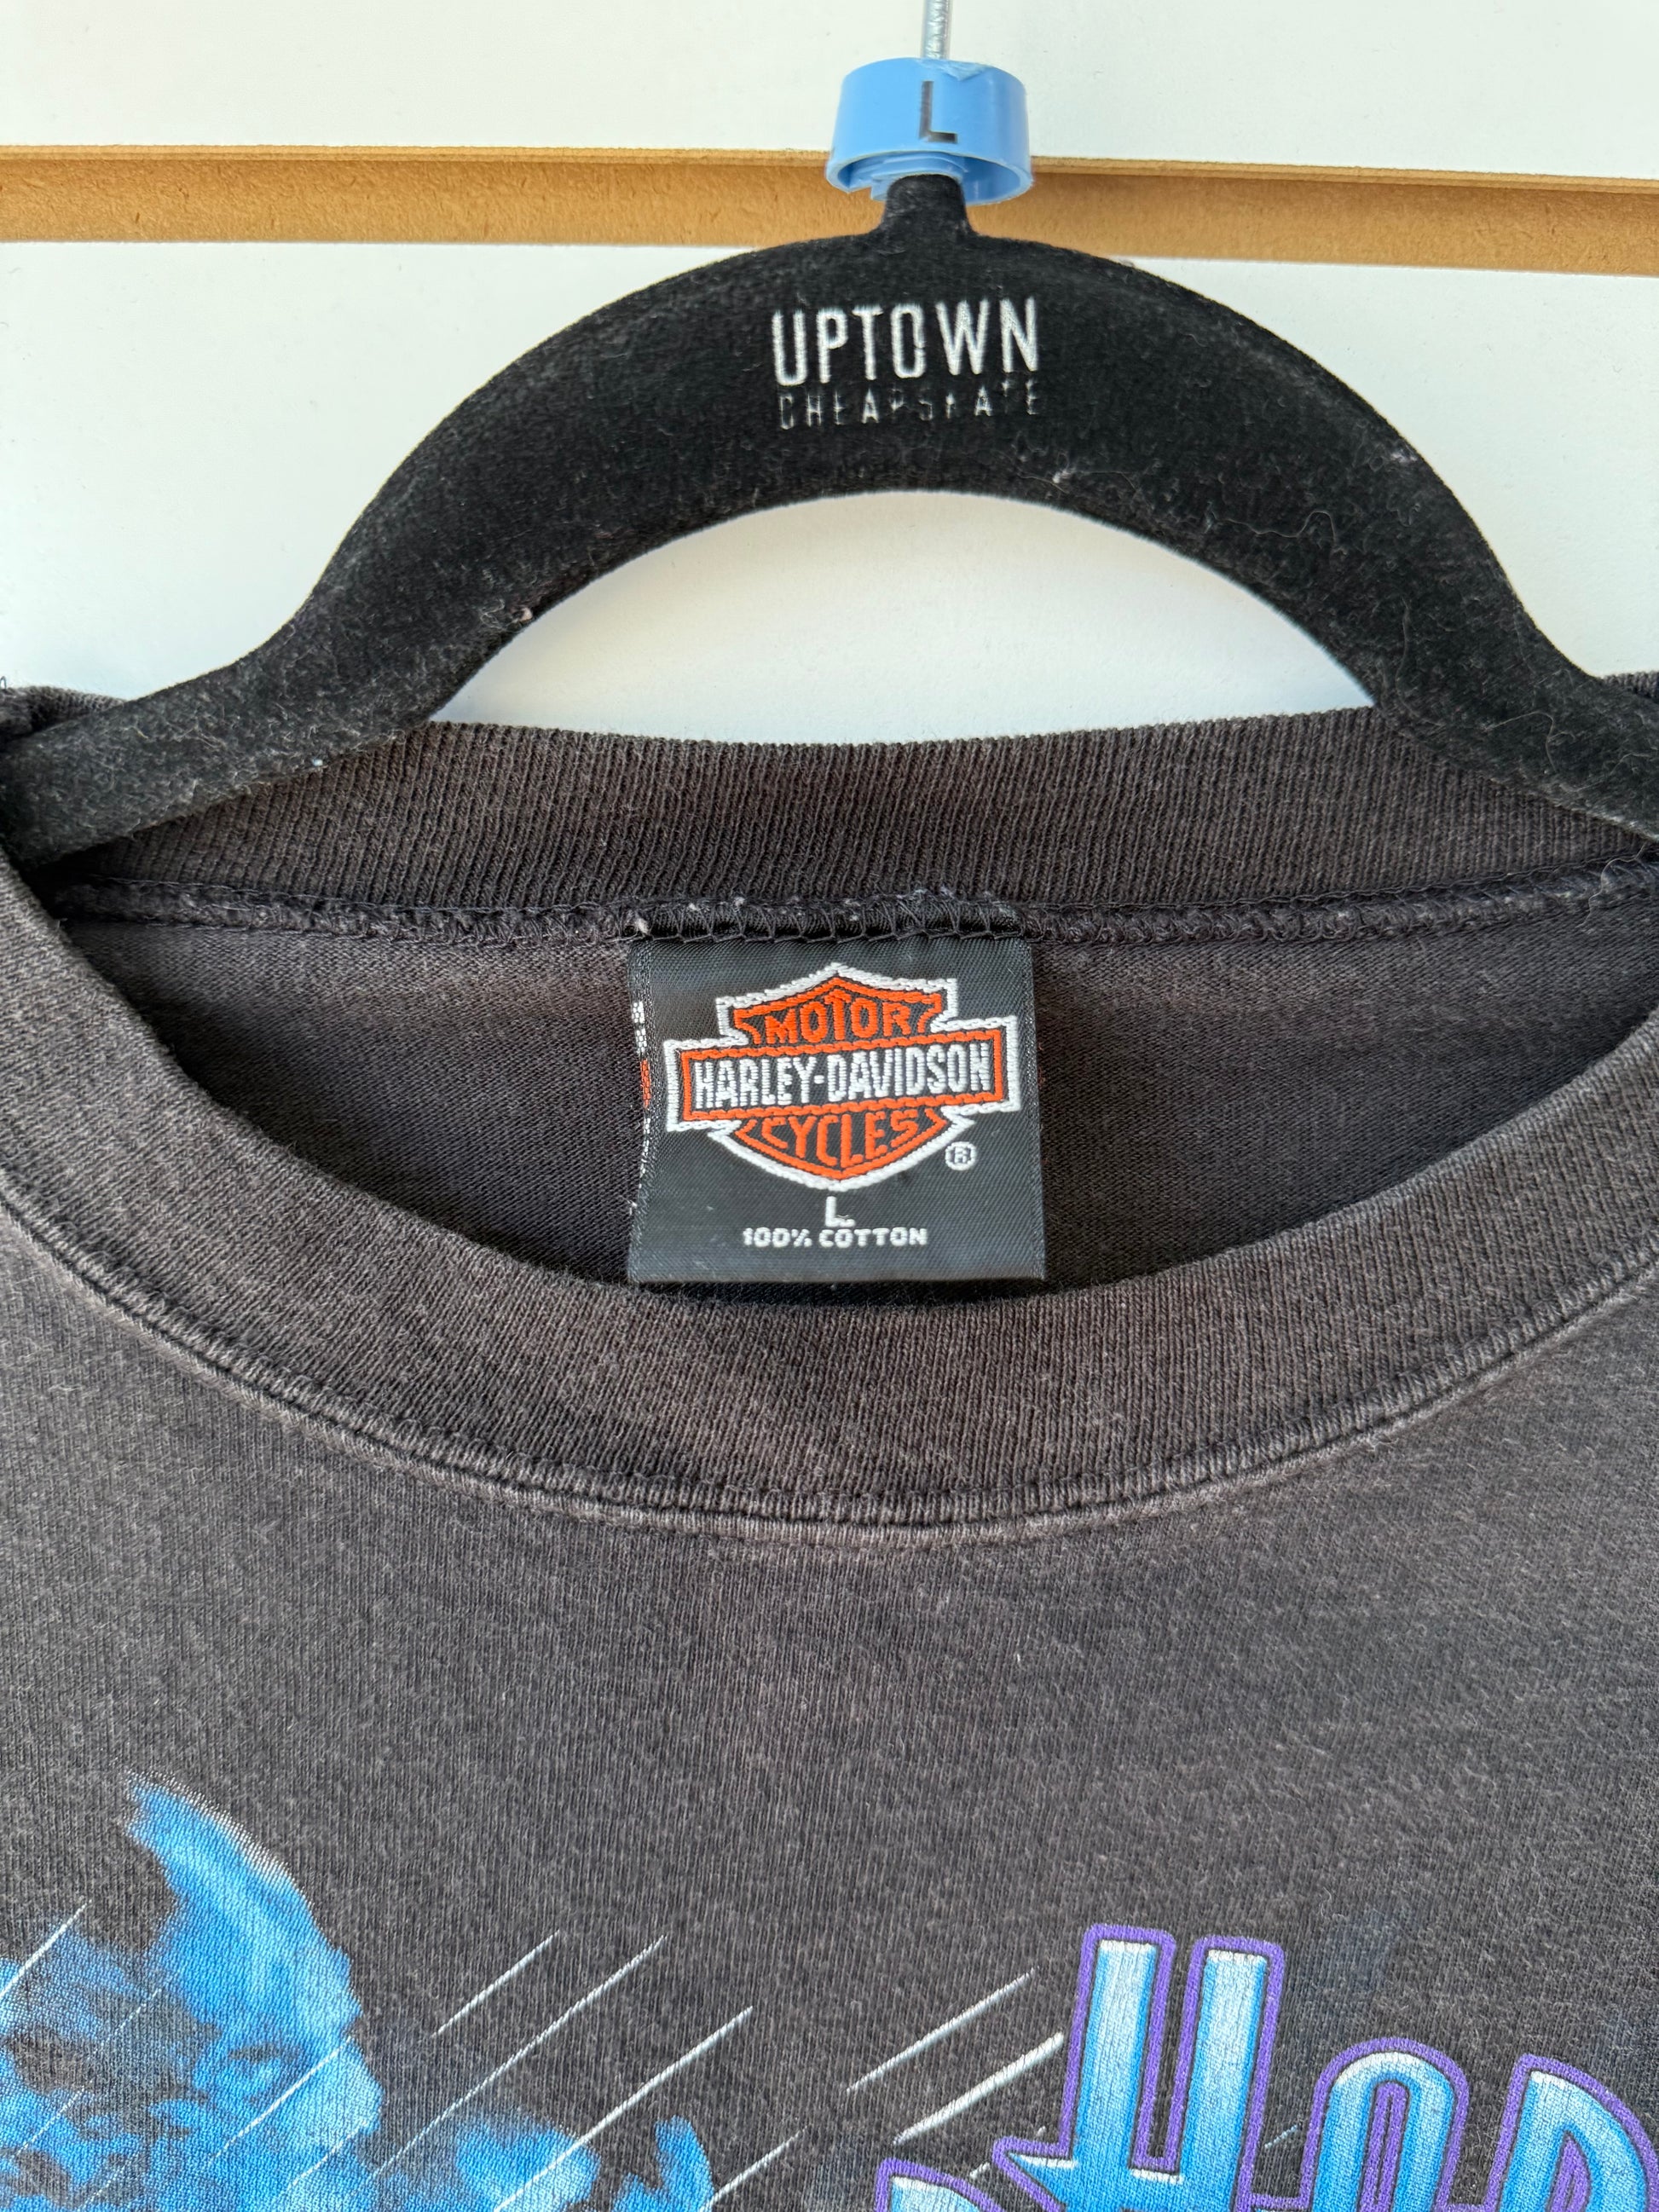 L
UPTOWN
CHEAPSKATE
MOTOR
HARLEY-DAVIDSON
CYCLES
®
L
100% COTTON